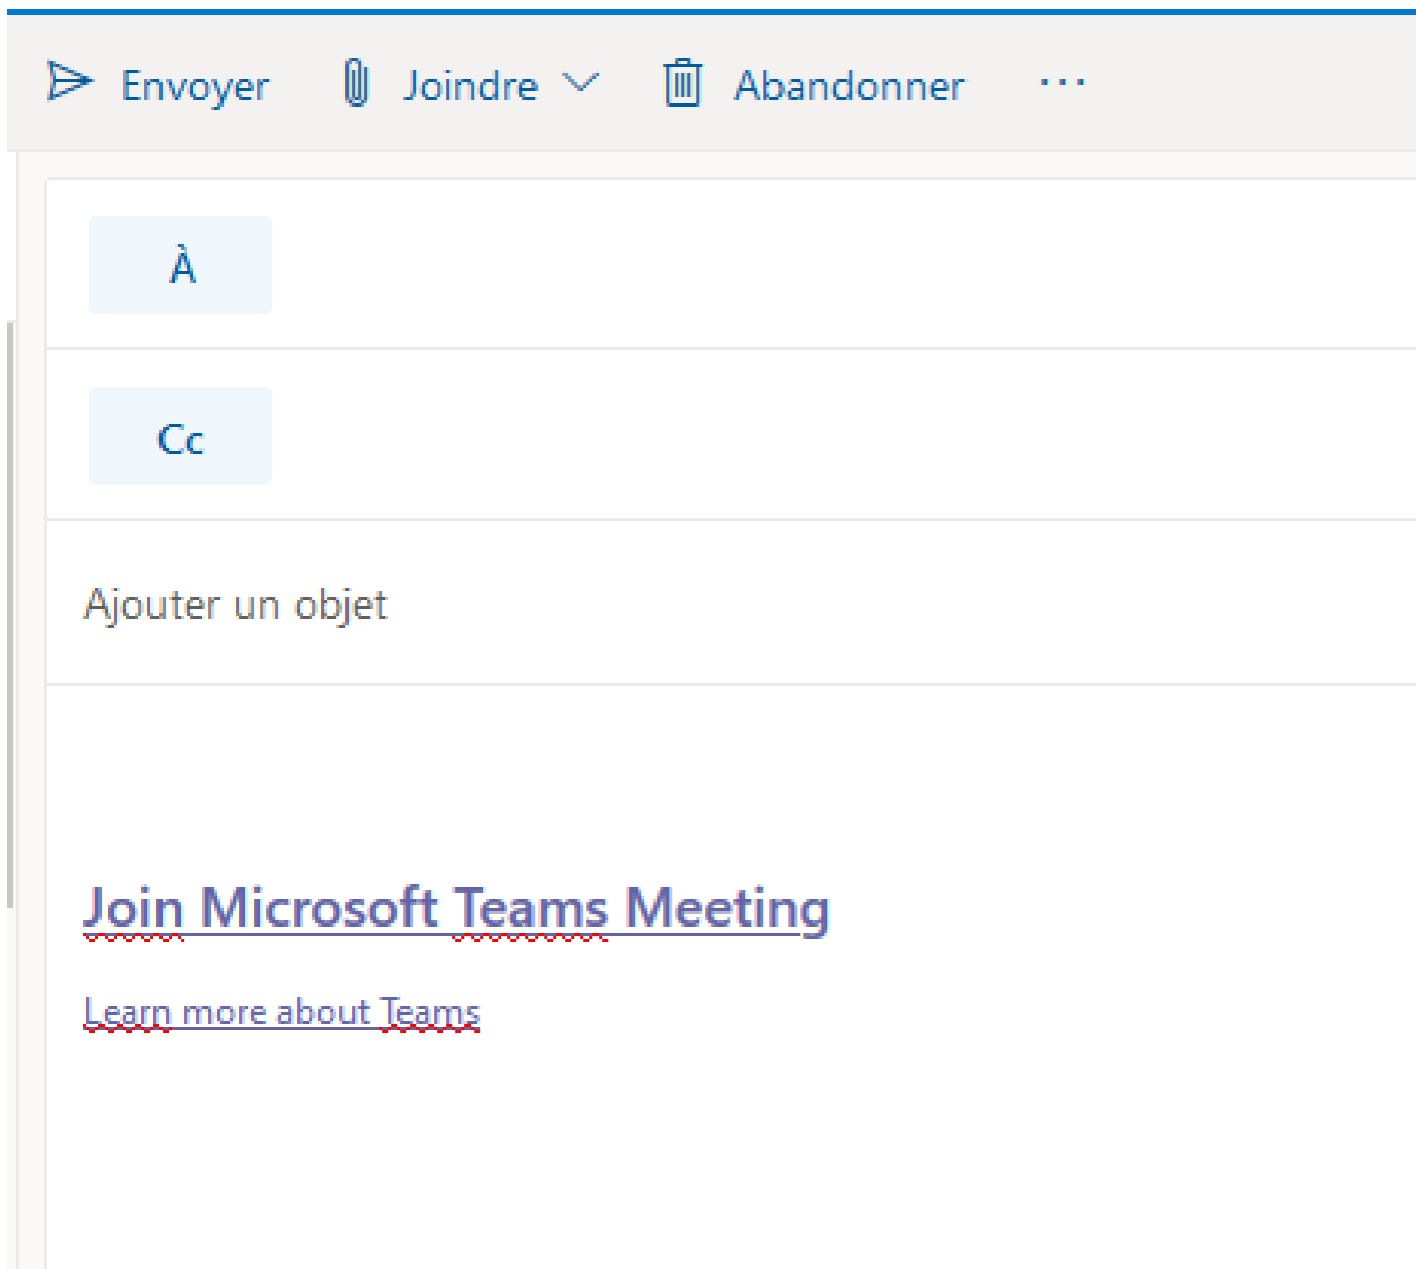 Envoyer Joindre Abandonner ...
À
Cc
Ajouter un objet
Join Microsoft Teams Meeting
Learn more about Teams